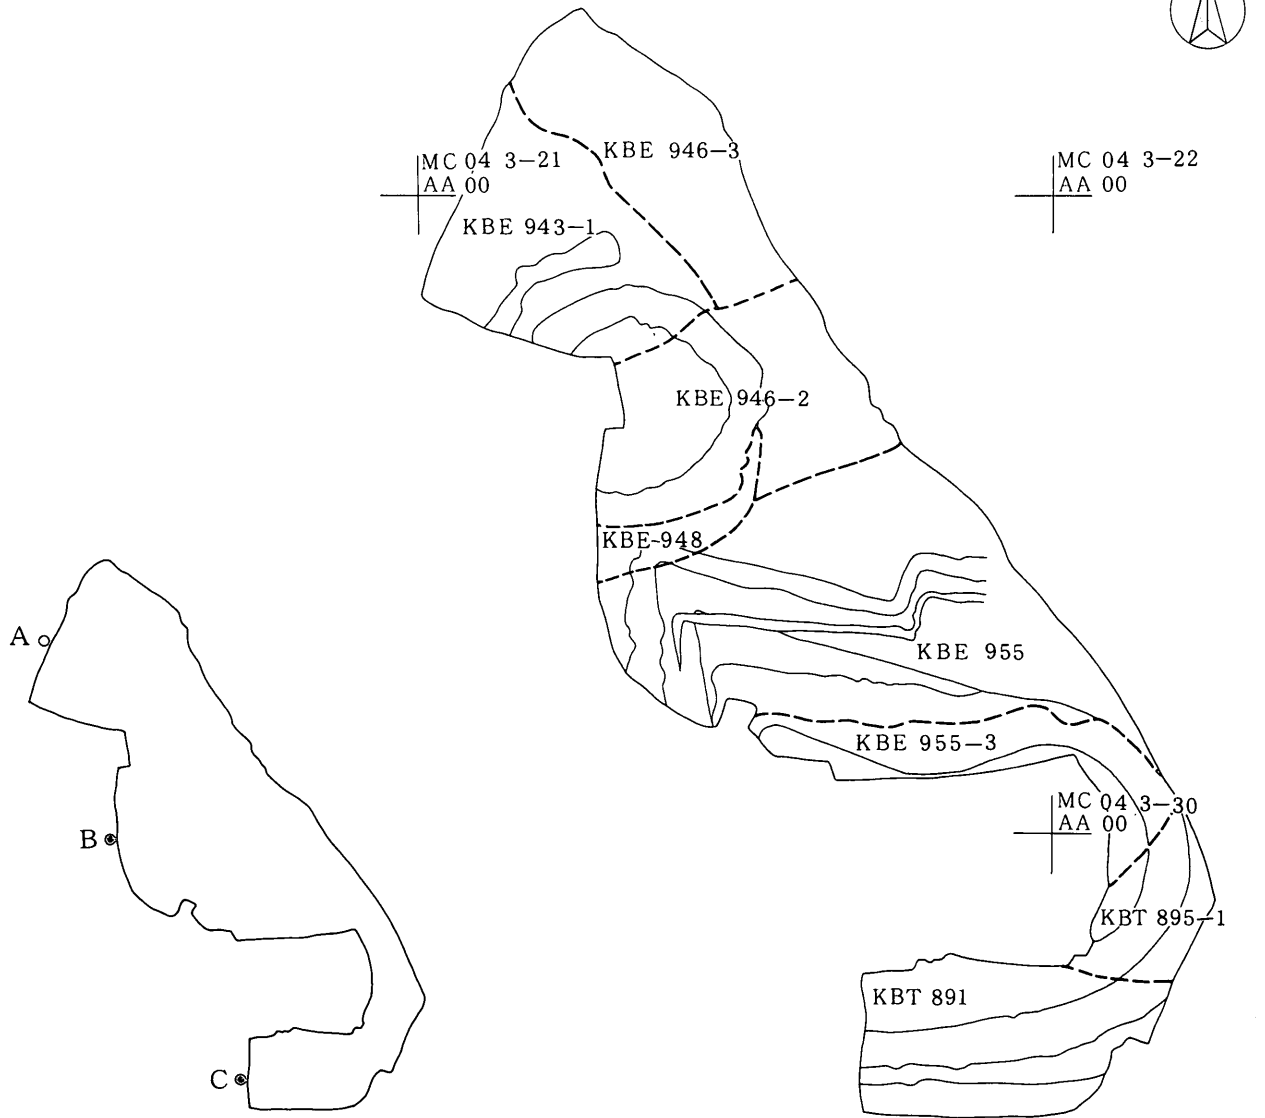 KBE 946-3
MC 04 3-21
AA 00
MC 04 3-22
AA 00
KBE 943-1
KBE 946-2
KBE 948
KBE 955
KBE 955-3
MC 04 3-30
AA 00
KBT 895-1
KBT 891
A
B
C